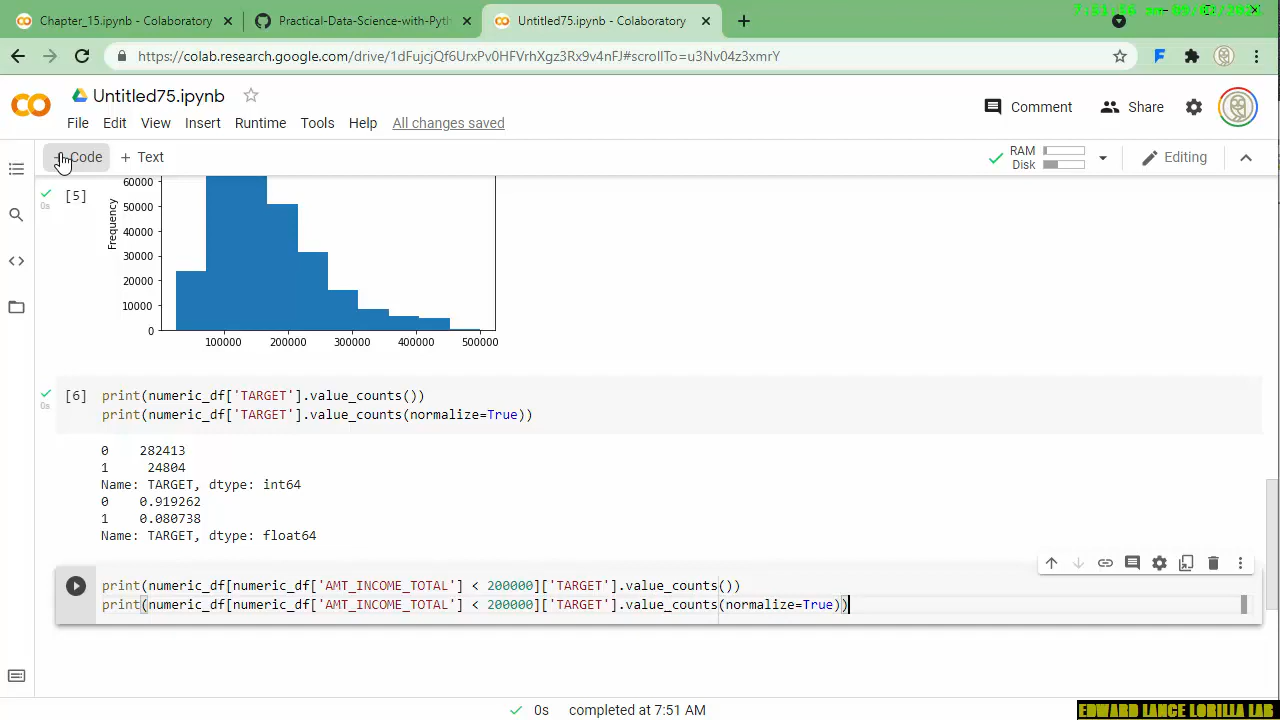 Chapter_15.ipynb - Colaboratory
Practical-Data-Science-with-Pyth
Untitled75.ipynb - Colaboratory
https://colab.research.google.com/drive/1dFujcjQf6UrxPv0HFVrhXgz3Rx9v4nFJ#scrollTo=u3Nv04z3xmrY
Untitled75.ipynb
Comment
Share
File Edit View Insert Runtime Tools Help All changes saved
Code + Text
RAM
Disk
Editing
[5]
Frequency
60000
50000
40000
30000
20000
10000
0
100000 200000 300000 400000 500000
0s
[6] print(numeric_df['TARGET'].value_counts())
print(numeric_df['TARGET'].value_counts(normalize=True))
0s
0 282413
1 24804
Name: TARGET, dtype: int64
0 0.919262
1 0.080738
Name: TARGET, dtype: float64
print(numeric_df[numeric_df['AMT_INCOME_TOTAL'] < 200000]['TARGET'].value_counts())
print(numeric_df[numeric_df['AMT_INCOME_TOTAL'] < 200000]['TARGET'].value_counts(normalize=True))
0s completed at 7:51 AM
EDWARD LANCE LORILLA LAB